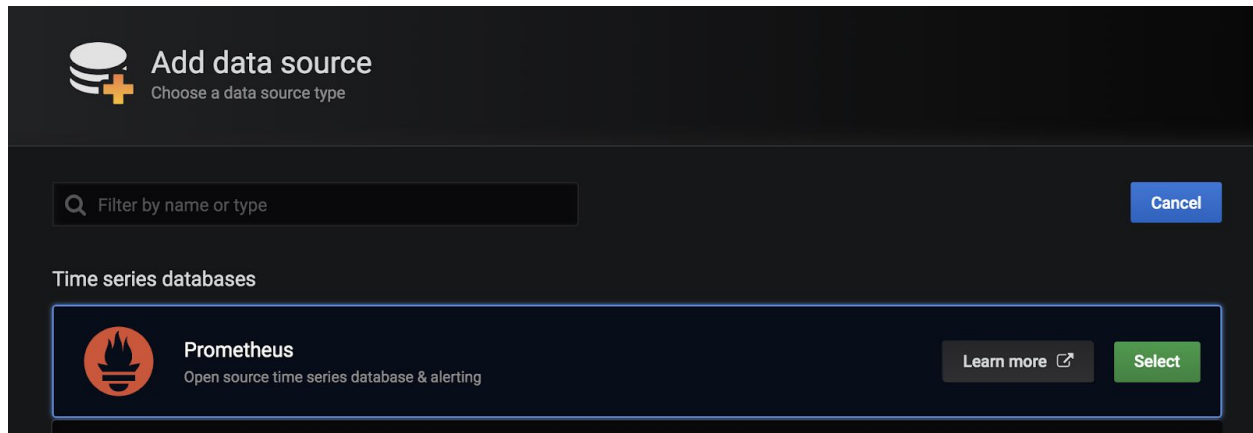 Add data source
Choose a data source type
Filter by name or type
Cancel
Time series databases
Prometheus
Open source time series database & alerting
Learn more
Select